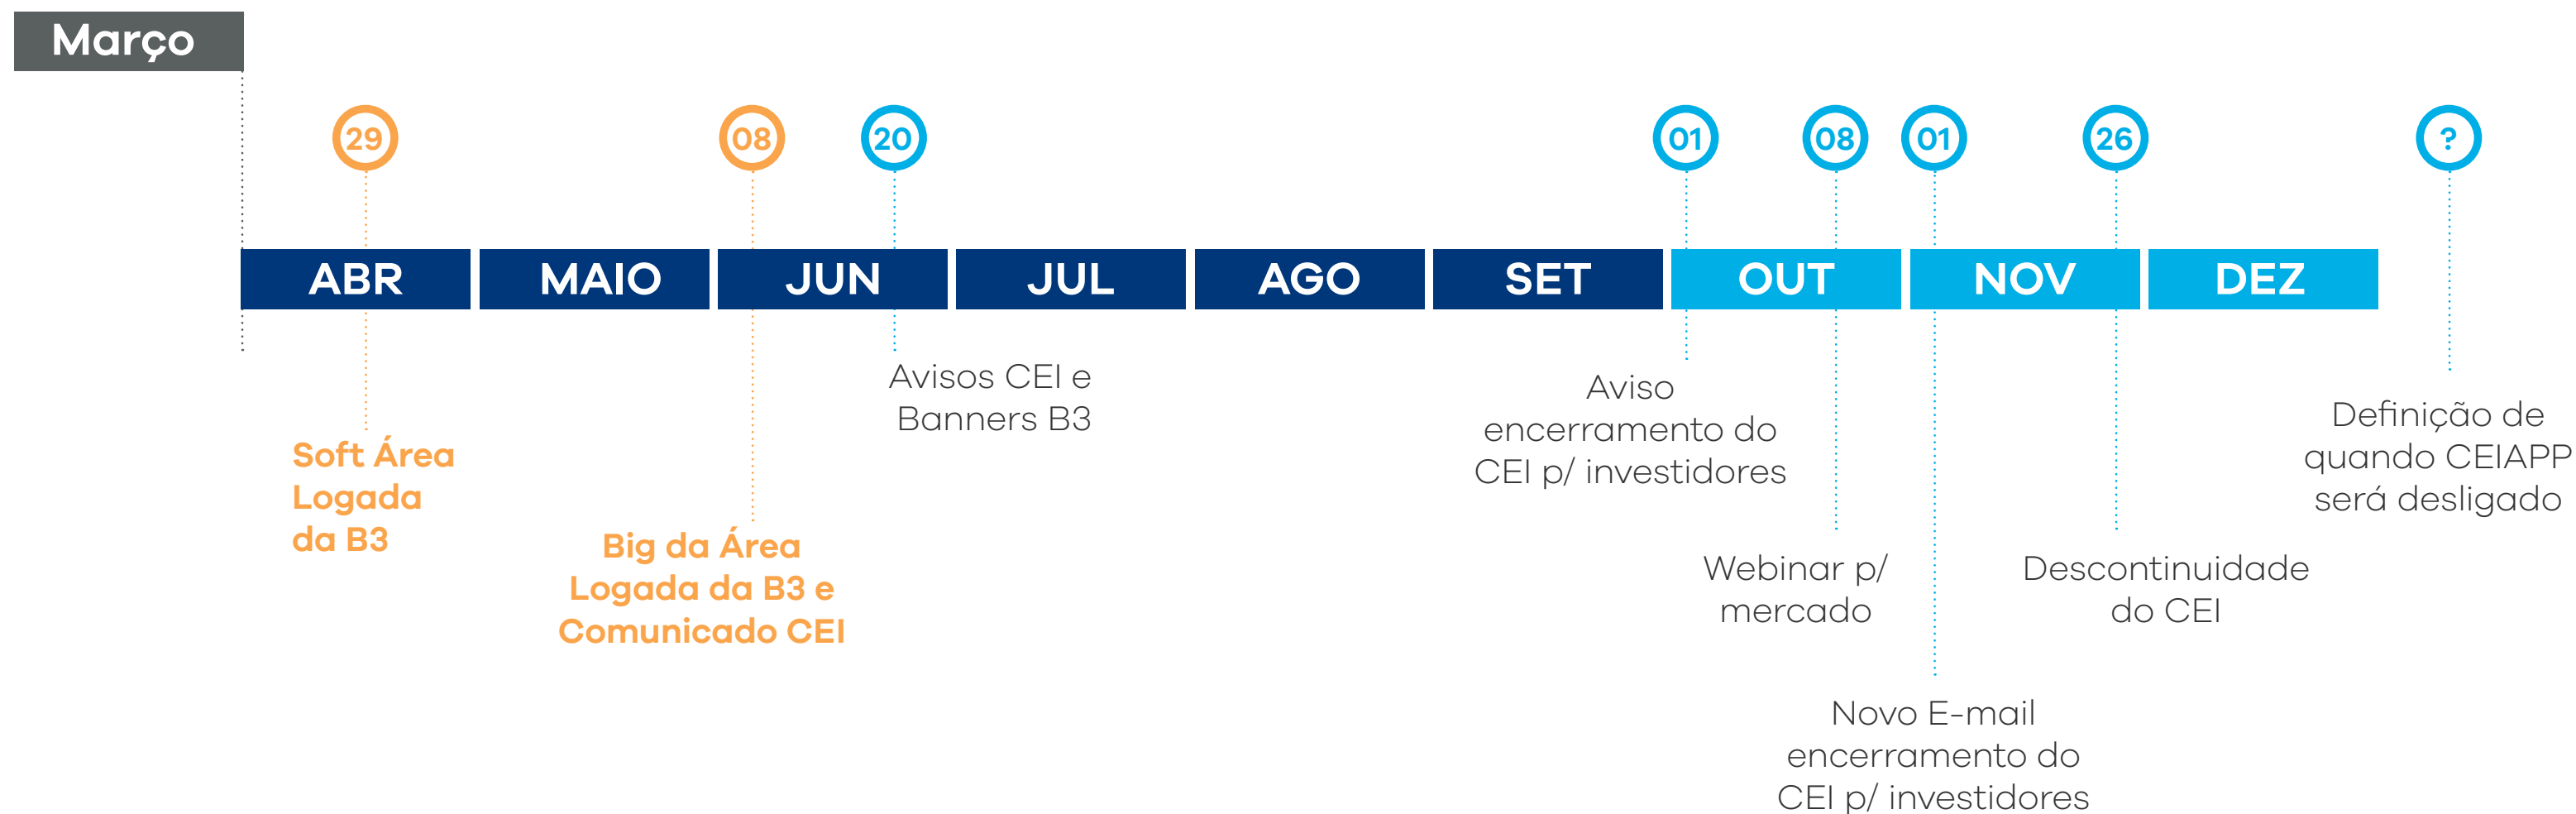 Março
29
08
20
01
08
01
26
?
ABR
MAIO
JUN
JUL
AGO
SET
OUT
NOV
DEZ
Soft Área
Logada
da B3
Big da Área
Logada da B3 e
Comunicado CEI
Avisos CEI e
Banners B3
Aviso
encerramento do
CEI p/ investidores
Webinar p/
mercado
Novo E-mail
encerramento do
CEI p/ investidores
Descontinuidade
do CEI
Definição de
quando CEIAPP
será desligado